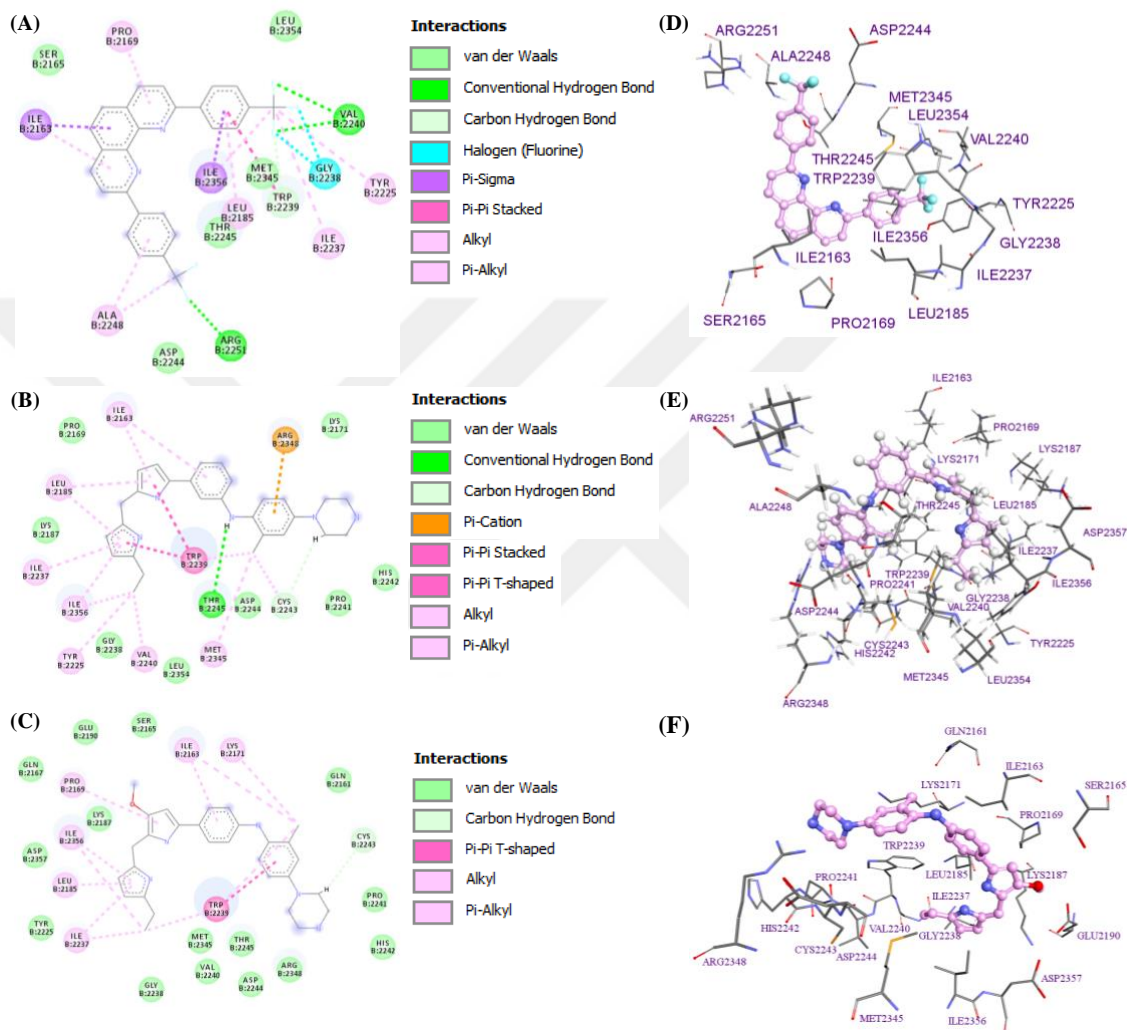 (A)
LEU
B:2354
PRO
B:2169
SER
B:2165
ILE
B:2163
VAL
B:2240
ILE
B:2356
MET
B:2345
GLY
B:2238
TRP
B:2239
TYR
B:2225
LEU
B:2185
THR
B:2245
ILE
B:2237
ALA
B:2248
ARG
B:2251
ASP
B:2244
Interactions
van der Waals
Conventional Hydrogen Bond
Carbon Hydrogen Bond
Halogen (Fluorine)
Pi-Sigma
Pi-Pi Stacked
Alkyl
Pi-Alkyl
(D)
ARG2251
ASP2244
ALA2248
MET2345
LEU2354
VAL2240
THR2245
TRP2239
TYR2225
ILE2356
GLY2238
ILE2163
ILE2237
LEU2185
SER2165
PRO2169
(B)
ILE
B:2163
PRO
B:2169
LYS
B:2171
ARG
B:2348
LEU
B:2185
LYS
B:2187
TRP
B:2239
ILE
B:2237
HIS
B:2242
ILE
B:2356
THR
B:2245
ASP
B:2244
CYS
B:2243
PRO
B:2241
TYR
B:2225
GLY
B:2238
VAL
B:2240
LEU
B:2354
MET
B:2345
Interactions
van der Waals
Conventional Hydrogen Bond
Carbon Hydrogen Bond
Pi-Cation
Pi-Pi Stacked
Pi-Pi T-shaped
Alkyl
Pi-Alkyl
(E)
ILE2163
ARG2251
PRO2169
LYS2171
LYS2187
ALA2248
THR2245
LEU2185
ASP2357
ILE2237
TRP2239
ILE2356
PRO2241
GLY2238
ASP2244
VAL2240
CYS2243
TYR2225
HIS2242
MET2345
LEU2354
ARG2348
(C)
SER
B:2165
GLU
B:2190
ILE
B:2163
LYS
B:2171
GLN
B:2167
GLN
B:2161
PRO
B:2169
LYS
B:2187
ILE
B:2356
CYS
B:2243
ASP
B:2357
LEU
B:2185
TRP
B:2239
PRO
B:2241
TYR
B:2225
ILE
B:2237
MET
B:2345
THR
B:2245
HIS
B:2242
VAL
B:2240
ARG
B:2348
ASP
B:2244
GLY
B:2238
Interactions
van der Waals
Carbon Hydrogen Bond
Pi-Pi T-shaped
Alkyl
Pi-Alkyl
(F)
GLN2161
ILE2163
LYS2171
SER2165
PRO2169
TRP2239
LEU2185
LYS2187
PRO2241
ILE2237
HIS2242
VAL2240
GLY2238
GLU2190
CYS2243
ASP2244
ARG2348
ASP2357
MET2345
ILE2356